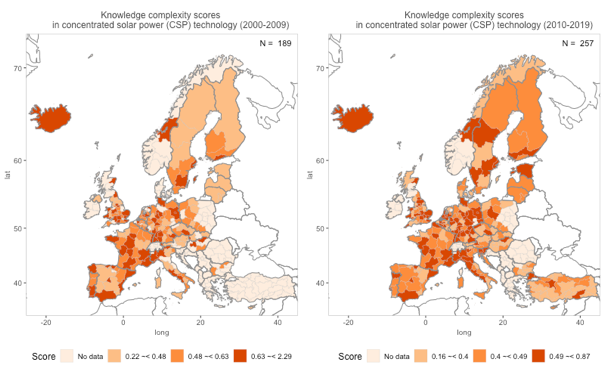 Knowledge complexity scores
in concentrated solar power (CSP) technology (2000-2009)
N = 189
70
60
50
40
lat
-20
0
20
40
long
Score
No data
0.22 −< 0.48
0.48 −< 0.63
0.63 −< 2.29
Knowledge complexity scores
in concentrated solar power (CSP) technology (2010-2019)
N = 257
70
60
50
40
lat
-20
0
20
40
long
Score
No data
0.16 −< 0.4
0.4 −< 0.49
0.49 −< 0.87